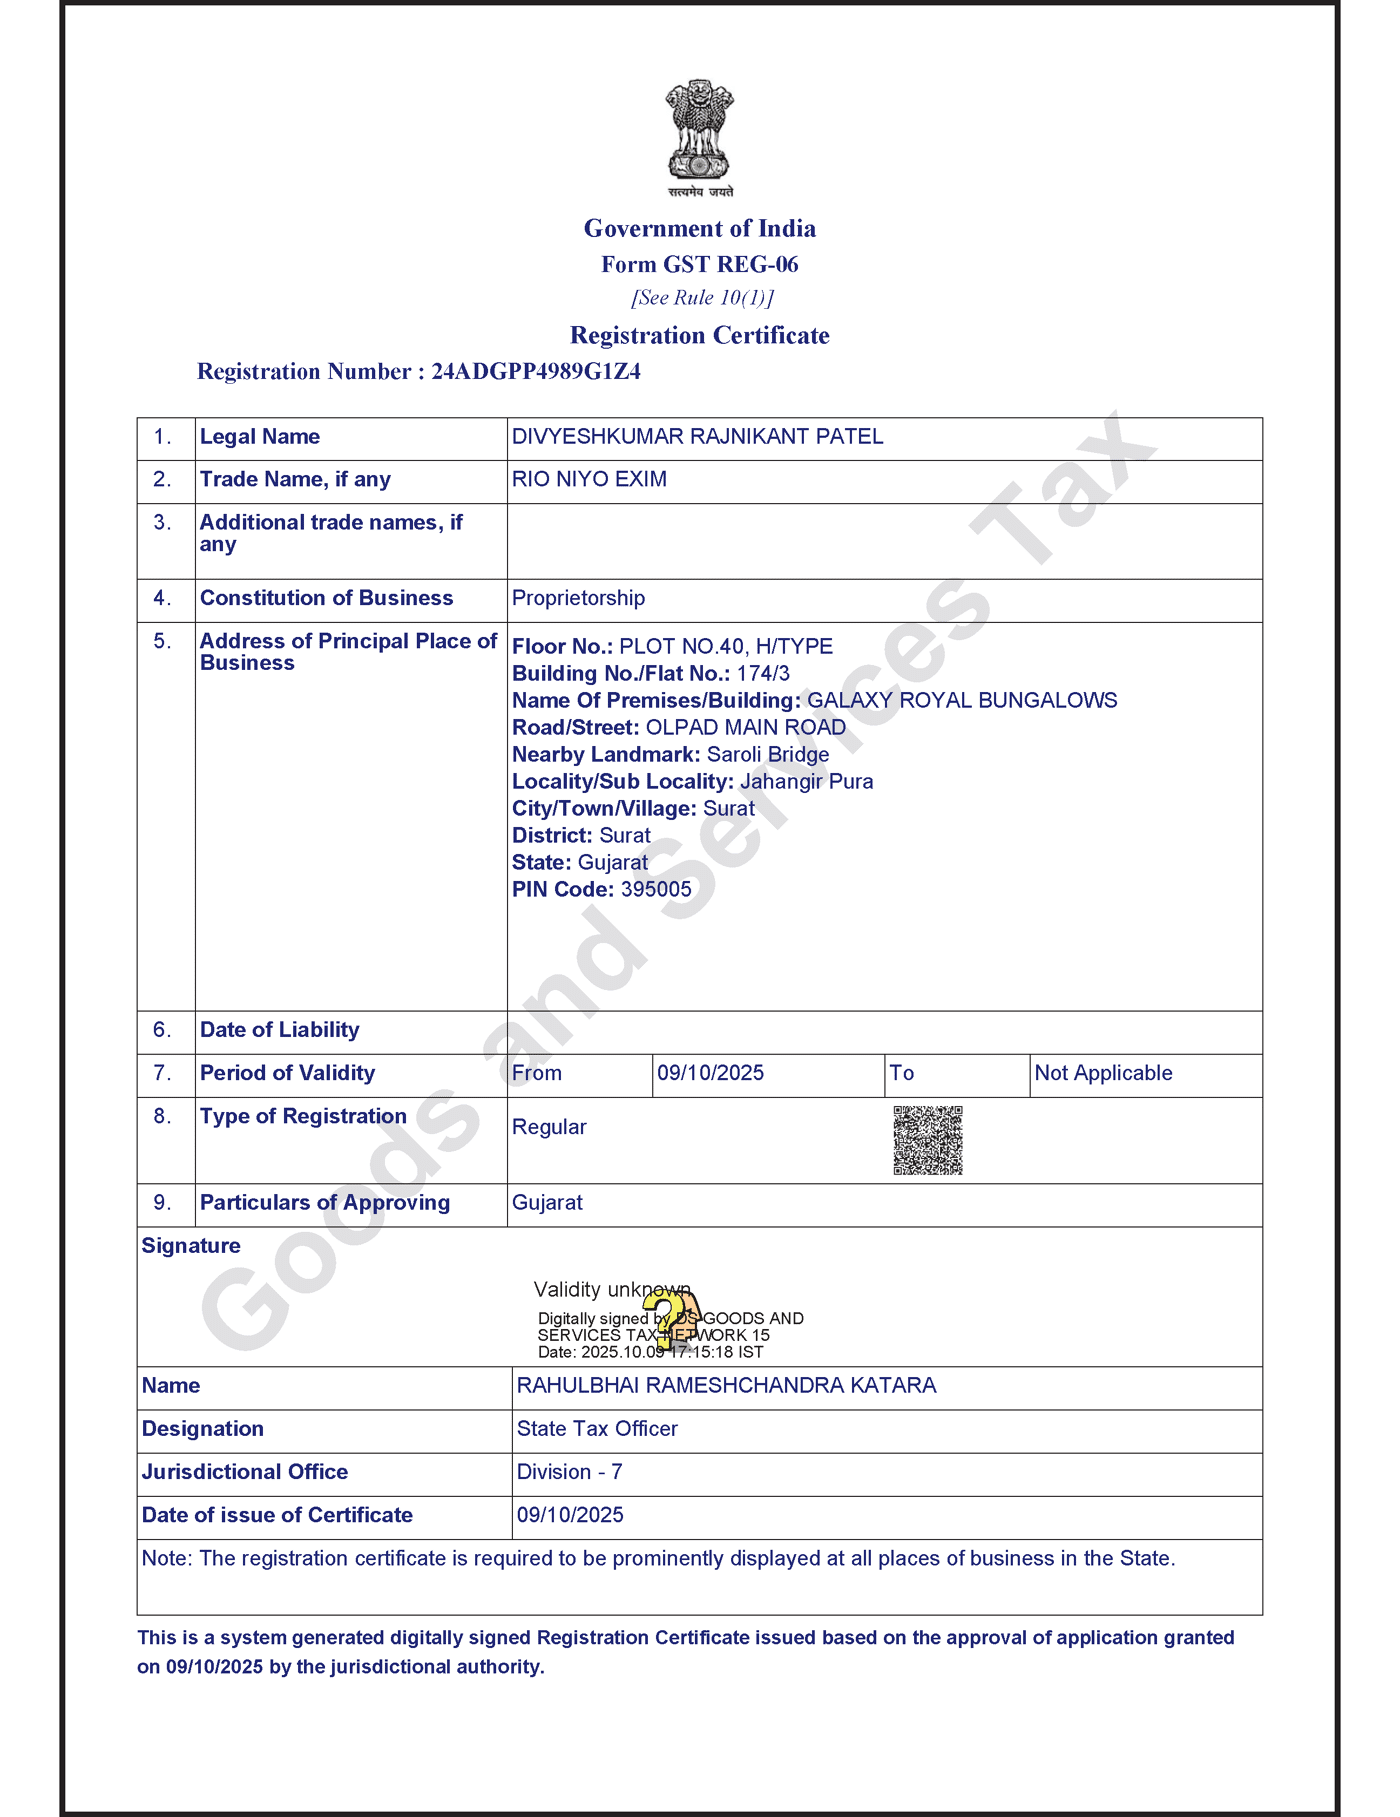 सत्यमेव जयते
Government of India
Form GST REG-06
[See Rule 10(1)]
Registration Certificate
Registration Number : 24ADGPP4989G1Z4
1. Legal Name DIVYESHKUMAR RAJNIKANT PATEL
2. Trade Name, if any RIO NIYO EXIM
3. Additional trade names, if
any
4. Constitution of Business Proprietorship
5. Address of Principal Place of
Business
Floor No.: PLOT NO.40, H/TYPE
Building No./Flat No.: 174/3
Name Of Premises/Building: GALAXY ROYAL BUNGALOWS
Road/Street: OLPAD MAIN ROAD
Nearby Landmark: Saroli Bridge
Locality/Sub Locality: Jahangir Pura
City/Town/Village: Surat
District: Surat
State: Gujarat
PIN Code: 395005
6. Date of Liability
7. Period of Validity From 09/10/2025 To Not Applicable
8. Type of Registration Regular
9. Particulars of Approving Gujarat
Signature
Validity unknown
Digitally signed by DS GOODS AND
SERVICES TAX NETWORK 15
Date: 2025.10.09 17:15:18 IST
Name RAHULBHAI RAMESHCHANDRA KATARA
Designation State Tax Officer
Jurisdictional Office Division - 7
Date of issue of Certificate 09/10/2025
Note: The registration certificate is required to be prominently displayed at all places of business in the State.
This is a system generated digitally signed Registration Certificate issued based on the approval of application granted
on 09/10/2025 by the jurisdictional authority.
Goods and Services Tax